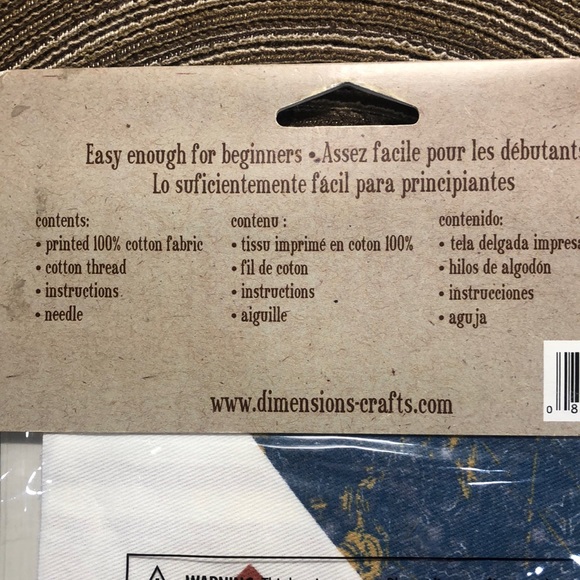 Easy enough for beginners • Assez facile pour les débutants
Lo suficientemente fácil para principiantes
contents:
• printed 100% cotton fabric
• cotton thread
• instructions
• needle
contenu :
• tissu imprimé en coton 100%
• fil de coton
• instructions
• aiguille
contenido:
• tela delgada impresa
• hilos de algodón
• instrucciones
• aguja
www.dimensions-crafts.com
0 8
WARNING: